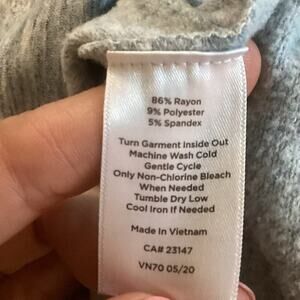 86% Rayon
9% Polyester
5% Spandex
Turn Garment Inside Out
Machine Wash Cold
Gentle Cycle
Only Non-Chlorine Bleach
When Needed
Tumble Dry Low
Cool Iron If Needed
Made In Vietnam
CA# 23147
VN70 05/20